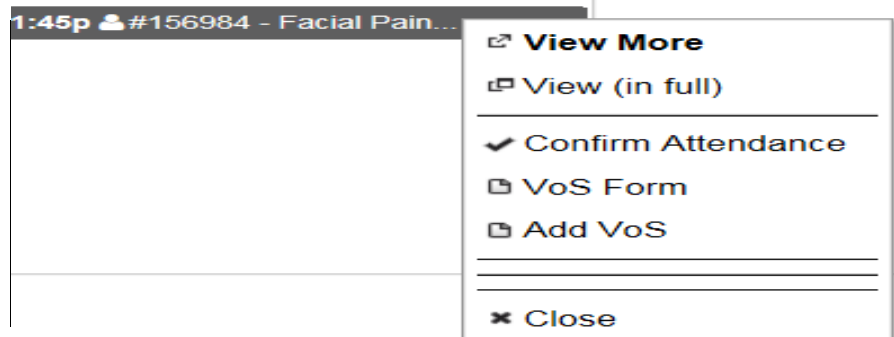 1:45p #156984 - Facial Pain...
View More
View (in full)
Confirm Attendance
VoS Form
Add VoS
Close